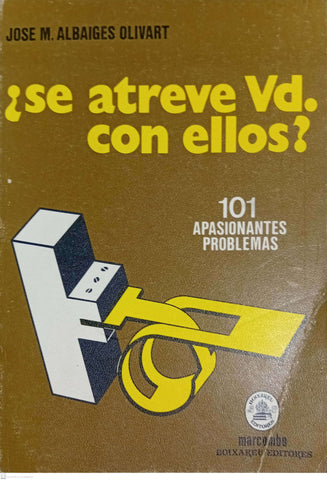 JOSE M. ALBAIGES OLIVART
¿se atreve Vd.
con ellos?
101
APASIONANTES
PROBLEMAS
marcombo
BOIXAREU EDITORES